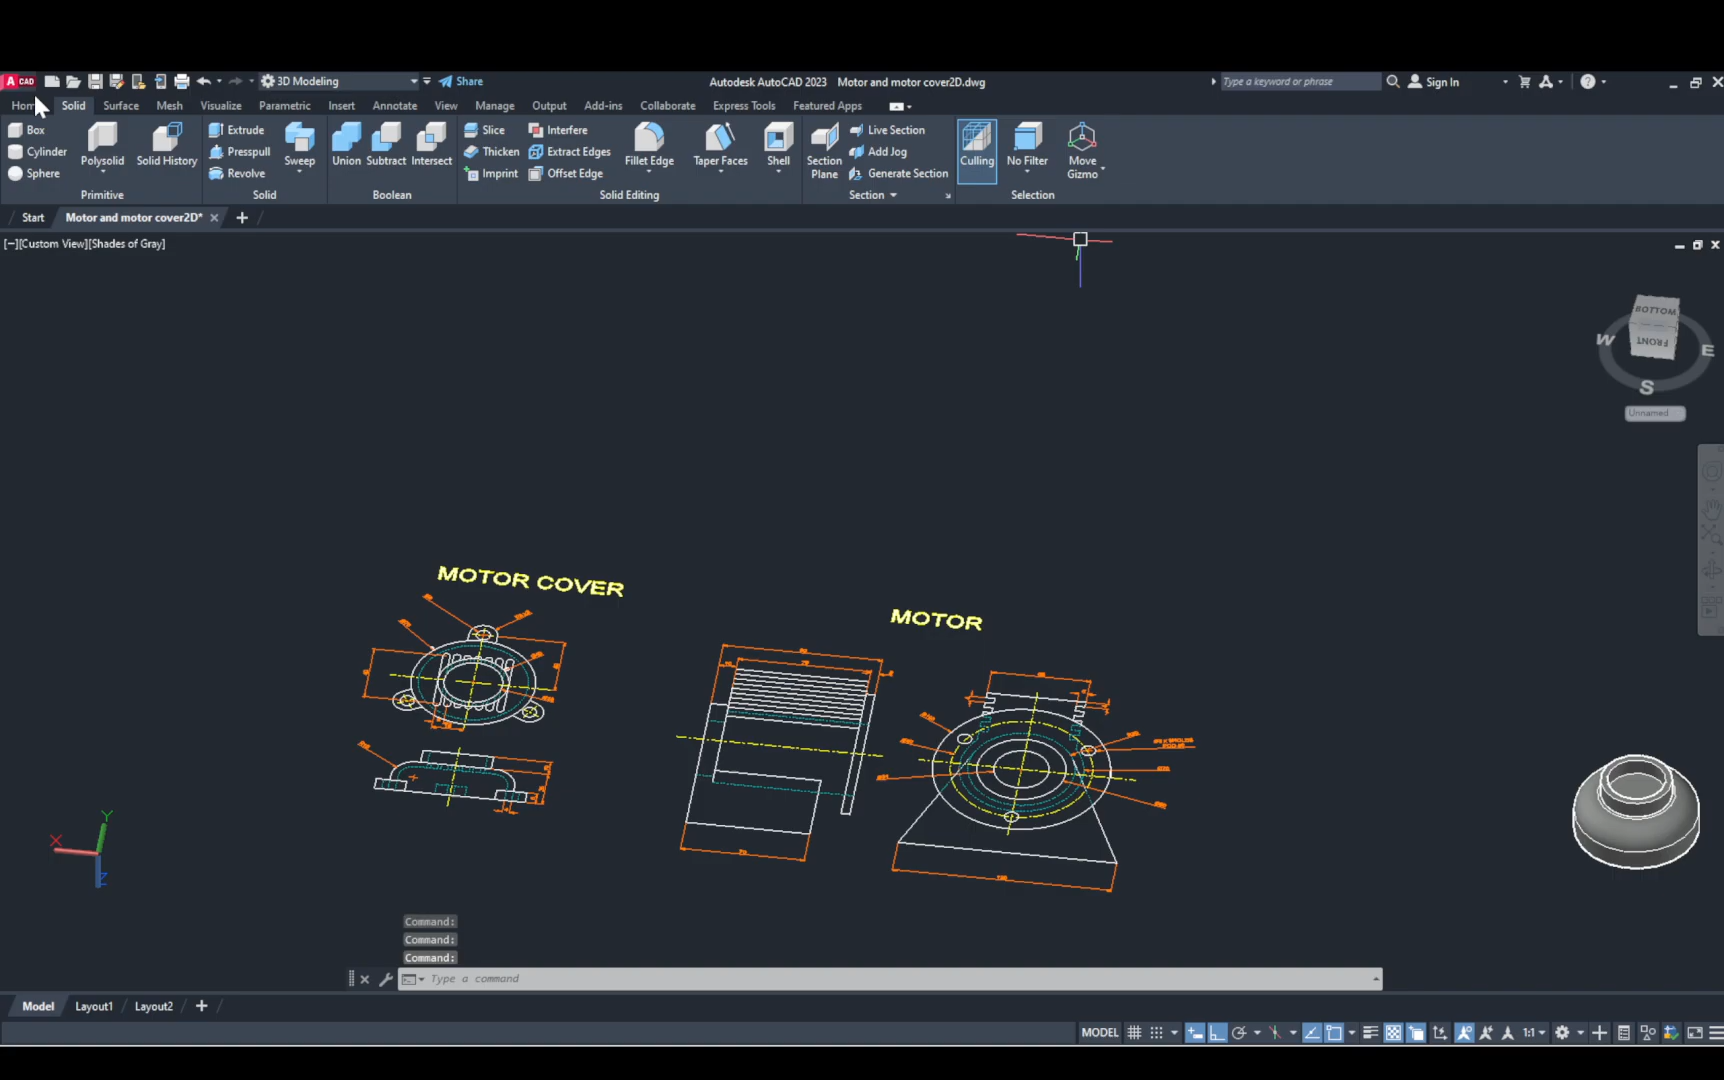 A CAD
3D Modeling
Share
Autodesk AutoCAD 2023 Motor and motor cover2D.dwg
Type a keyword or phrase
Sign In
Solid Surface Mesh Visualize Parametric Insert Annotate View Manage Output Add-ins Collaborate Express Tools Featured Apps
Box
Cylinder
Sphere
Polysolid
Solid History
Primitive
Extrude
Presspull
Revolve
Sweep
Solid
Union
Subtract
Intersect
Boolean
Slice
Thicken
Imprint
Interfere
Extract Edges
Offset Edge
Fillet Edge
Taper Faces
Shell
Solid Editing
Section
Plane
Live Section
Add Jog
Generate Section
Section
Culling
No Filter
Move
Gizmo
Selection
Start
Motor and motor cover2D*
[−][Custom View][Shades of Gray]
BOTTOM
FRONT
W
E
S
Unnamed
MOTOR COVER
MOTOR
X
Y
Z
Command:
Command:
Command:
Type a command
Model Layout1 Layout2
MODEL
1:1